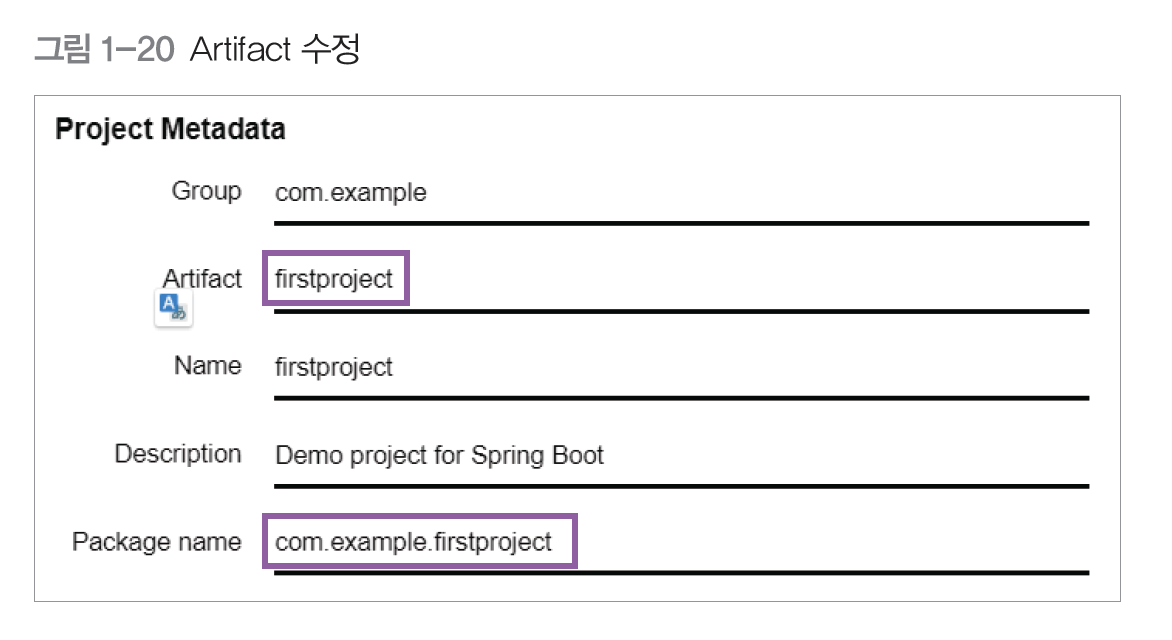 그림 1-20 Artifact 수정
Project Metadata
Group com.example
Artifact firstproject
Name firstproject
Description Demo project for Spring Boot
Package name com.example.firstproject